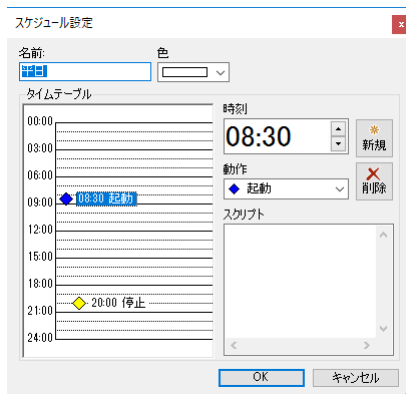 スケジュール設定
x
名前:
色
平日
タイムテーブル
時刻
00:00
08:30
新規
03:00
動作
06:00
起動
削除
08:30 起動
09:00
スクリプト
12:00
15:00
18:00
20:00 停止
21:00
24:00
OK
キャンセル